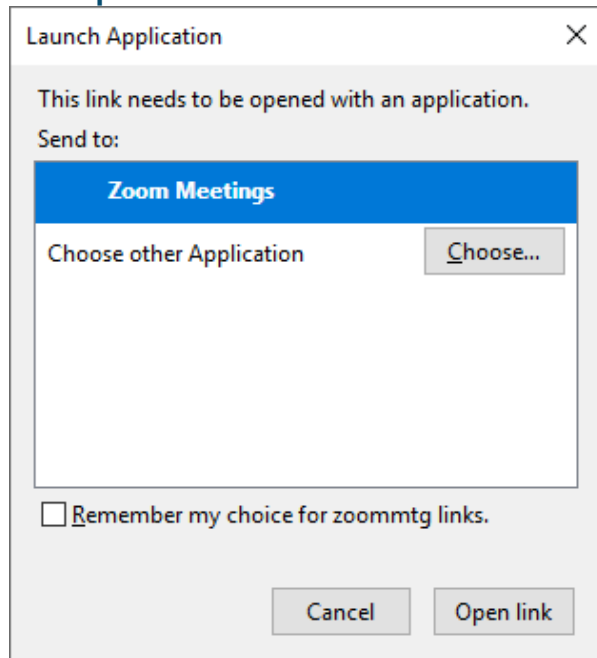 Launch Application
This link needs to be opened with an application.
Send to:
Zoom Meetings
Choose other Application
Choose...
Remember my choice for zoommtg links.
Cancel
Open link